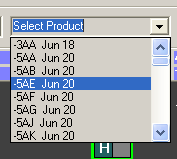 Select Product
-3AA Jun 18
-5AA Jun 20
-5AB Jun 20
-5AE Jun 20
-5AF Jun 20
-5AG Jun 20
-5AJ Jun 20
-5AK Jun 20